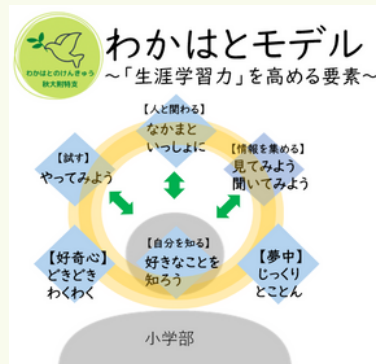 わかはとモデル
～「生涯学習力」を高める要素～
わかはとのけんきゅう
秋大附特支
【人と関わる】
なかまと
いっしょに
【試す】
やってみよう
【情報を集める】
見てみよう
聞いてみよう
【好奇心】
どきどき
わくわく
【自分を知る】
好きなことを
知ろう
【夢中】
じっくり
とことん
小学部